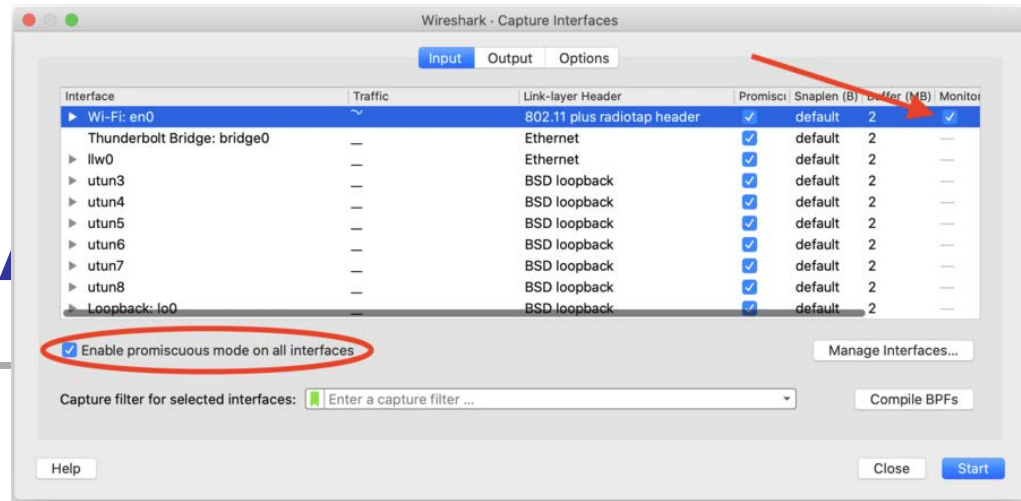 Wireshark · Capture Interfaces
Input Output Options
Interface Traffic Link-layer Header Promisci Snaplen (B) Buffer (MB) Monitor
Wi-Fi: en0 802.11 plus radiotap header default 2
Thunderbolt Bridge: bridge0 _ Ethernet default 2 —
llw0 _ Ethernet default 2 —
utun3 _ BSD loopback default 2 —
utun4 _ BSD loopback default 2 —
utun5 _ BSD loopback default 2 —
utun6 _ BSD loopback default 2 —
utun7 _ BSD loopback default 2 —
utun8 _ BSD loopback default 2 —
Loopback: lo0 _ BSD loopback default 2 —
Enable promiscuous mode on all interfaces Manage Interfaces...
Capture filter for selected interfaces: Enter a capture filter ... Compile BPFs
Help Close Start